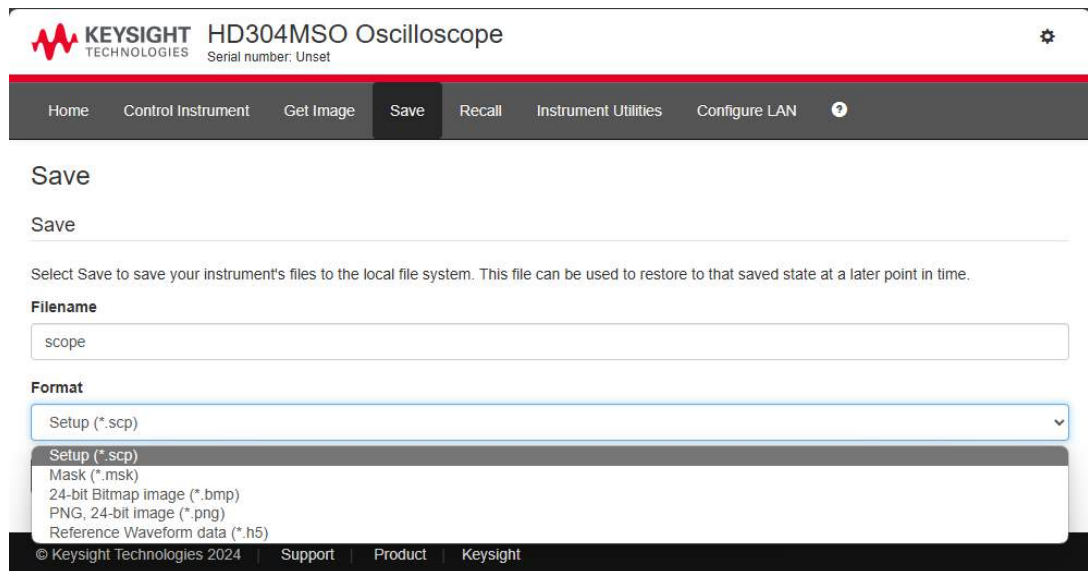 KEYSIGHT
TECHNOLOGIES
HD304MSO Oscilloscope
Serial number: Unset
Home Control Instrument Get Image Save Recall Instrument Utilities Configure LAN ?
Save
Save
Select Save to save your instrument's files to the local file system. This file can be used to restore to that saved state at a later point in time.
Filename
scope
Format
Setup (*.scp)
Setup (*.scp)
Mask (*.msk)
24-bit Bitmap image (*.bmp)
PNG, 24-bit image (*.png)
Reference Waveform data (*.h5)
© Keysight Technologies 2024 | Support | Product | Keysight